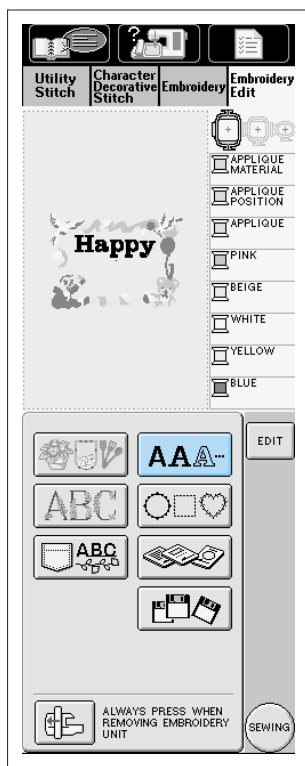 Utility
Stitch
Character
Decorative
Stitch
Embroidery
Embroidery
Edit
APPLIQUE
MATERIAL
APPLIQUE
POSITION
APPLIQUE
PINK
BEIGE
WHITE
YELLOW
BLUE
Happy
EDIT
AAA
ABC
ABC
ALWAYS PRESS WHEN
REMOVING EMBROIDERY
UNIT
SEWING